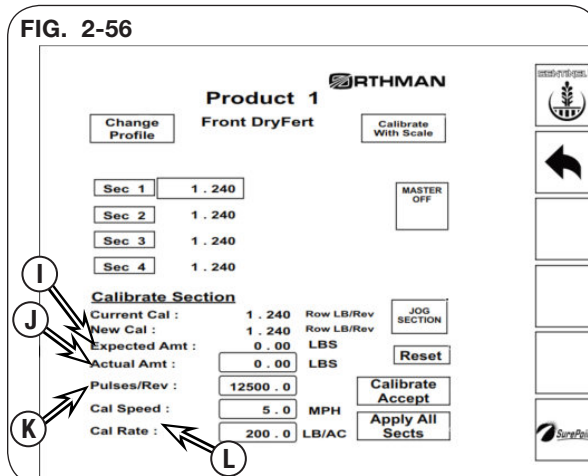 FIG. 2-56
SENTINEL
ORTHMAN
Product 1
Change Profile
Front DryFert
Calibrate With Scale
Sec 1 1.240
MASTER OFF
Sec 2 1.240
Sec 3 1.240
Sec 4 1.240
I
Calibrate Section
J
Current Cal : 1.240 Row LB/Rev
JOG SECTION
New Cal : 1.240 Row LB/Rev
Expected Amt : 0.00 LBS
Actual Amt : 0.00 LBS
Reset
Pulses/Rev : 12500.0
Calibrate Accept
K
Cal Speed : 5.0 MPH
Cal Rate : 200.0 LB/AC
Apply All Sects
L